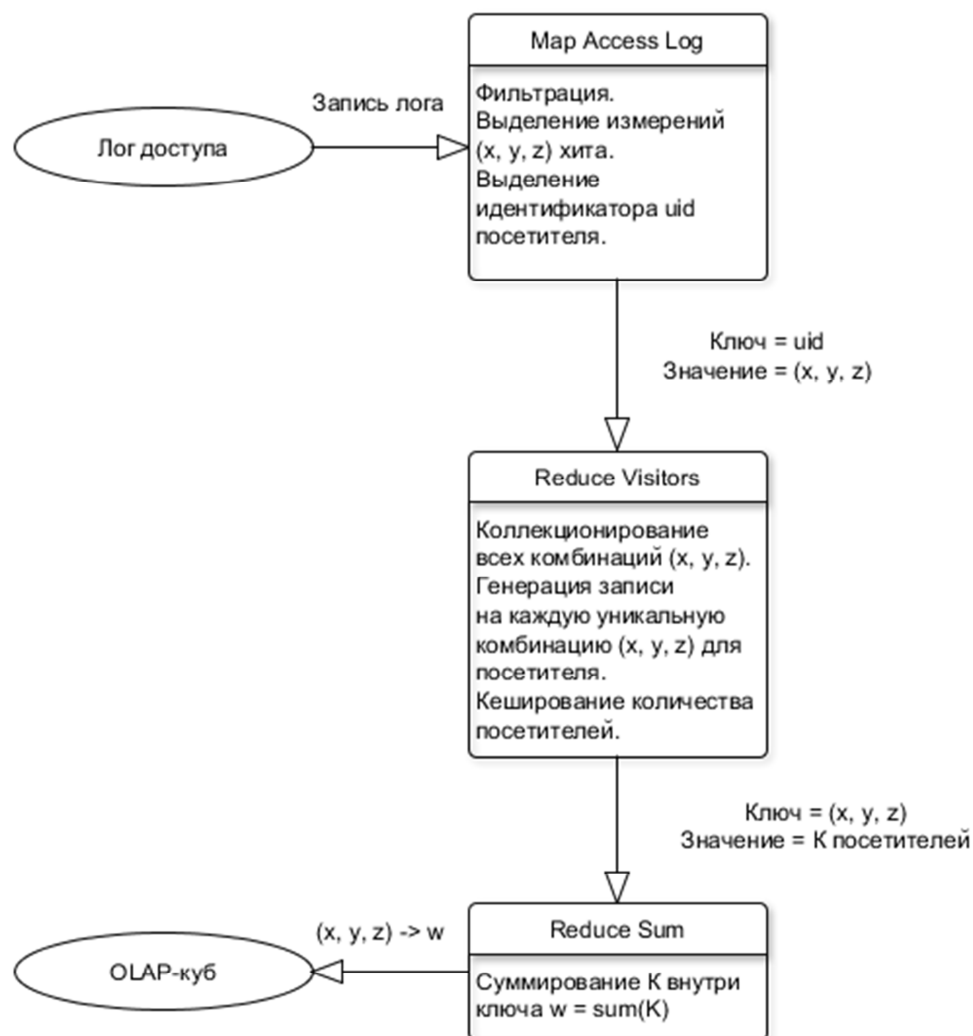 Map Access Log
Запись лога
Лог доступа
Фильтрация.
Выделение измерений
(x, y, z) хита.
Выделение
идентификатора uid
посетителя.
Ключ = uid
Значение = (x, y, z)
Reduce Visitors
Коллекционирование
всех комбинаций (x, y, z).
Генерация записи
на каждую уникальную
комбинацию (x, y, z) для
посетителя.
Кеширование количества
посетителей.
Ключ = (x, y, z)
Значение = К посетителей
Reduce Sum
(x, y, z) -> w
OLAP-куб
Суммирование К внутри
ключа w = sum(K)